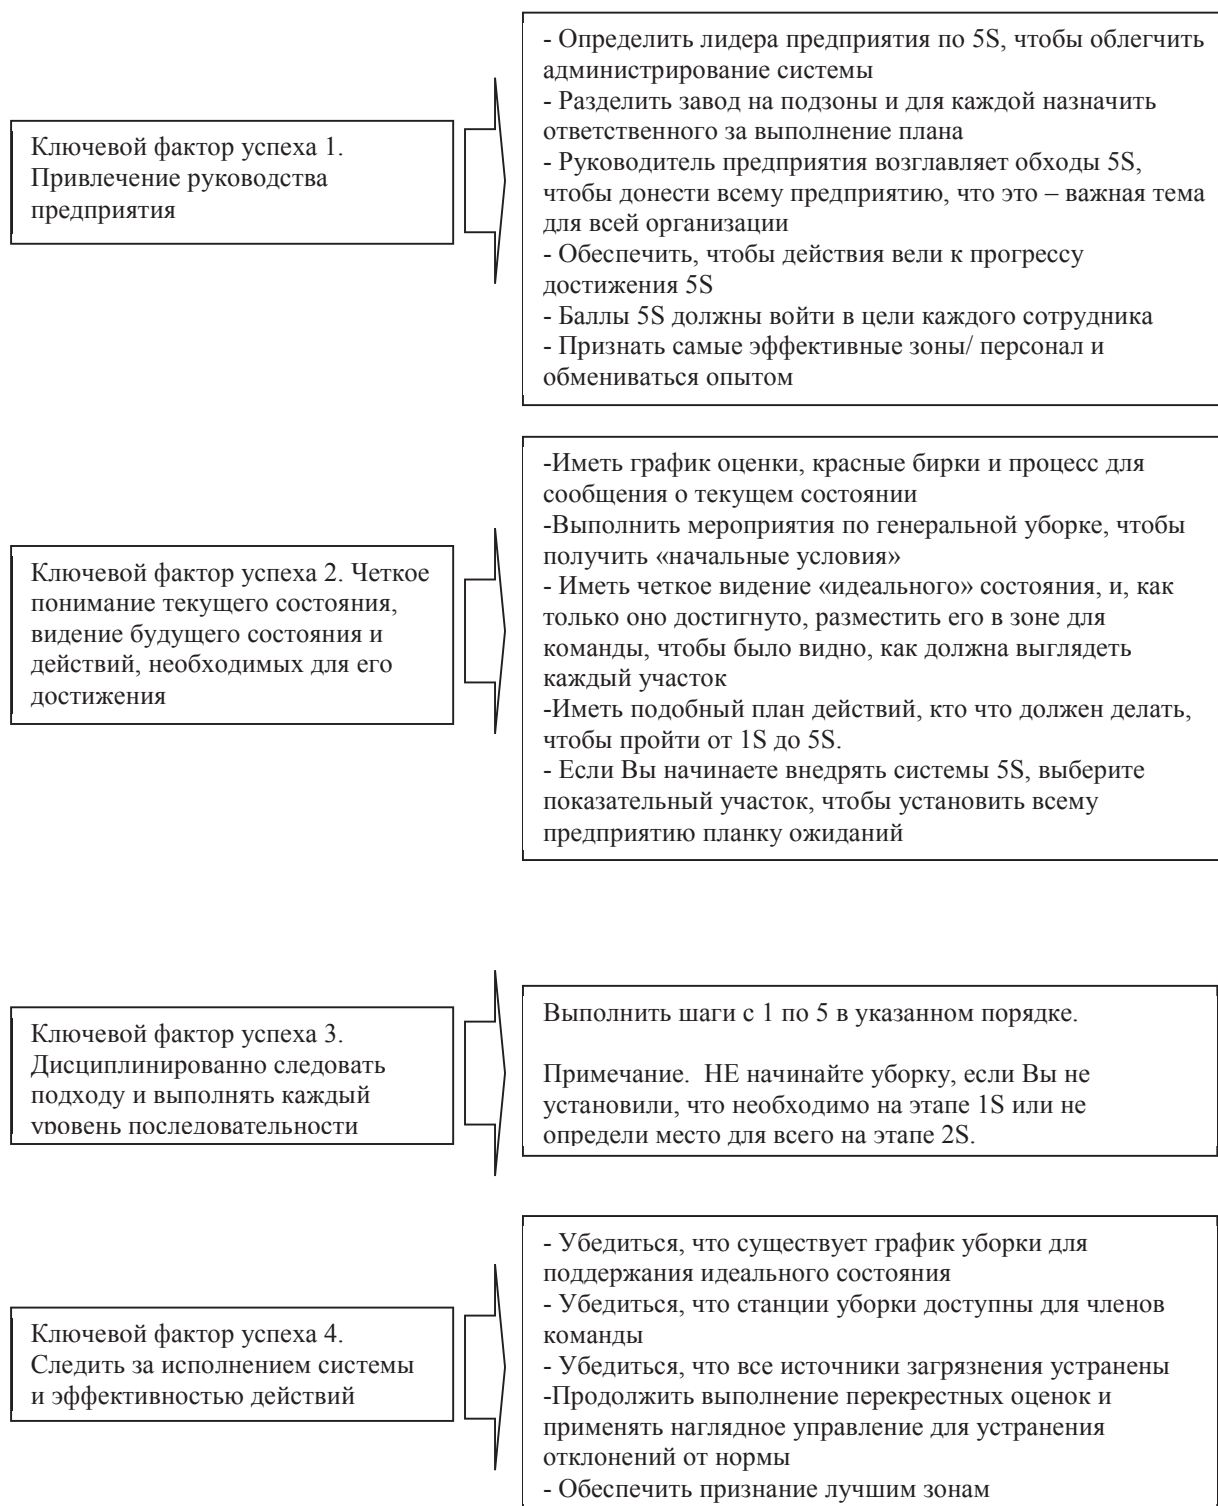 Ключевой фактор успеха 1.
Привлечение руководства
предприятия
- Определить лидера предприятия по 5S, чтобы облегчить
администрирование системы
- Разделить завод на подзоны и для каждой назначить
ответственного за выполнение плана
- Руководитель предприятия возглавляет обходы 5S,
чтобы донести всему предприятию, что это – важная тема
для всей организации
- Обеспечить, чтобы действия вели к прогрессу
достижения 5S
- Баллы 5S должны войти в цели каждого сотрудника
- Признать самые эффективные зоны/ персонал и
обмениваться опытом
Ключевой фактор успеха 2. Четкое
понимание текущего состояния,
видение будущего состояния и
действий, необходимых для его
достижения
-Иметь график оценки, красные бирки и процесс для
сообщения о текущем состоянии
-Выполнить мероприятия по генеральной уборке, чтобы
получить «начальные условия»
- Иметь четкое видение «идеального» состояния, и, как
только оно достигнуто, разместить его в зоне для
команды, чтобы было видно, как должна выглядеть
каждый участок
-Иметь подобный план действий, кто что должен делать,
чтобы пройти от 1S до 5S.
- Если Вы начинаете внедрять системы 5S, выберите
показательный участок, чтобы установить всему
предприятию планку ожиданий
Ключевой фактор успеха 3.
Дисциплинированно следовать
подходу и выполнять каждый
уровень последовательности
Выполнить шаги с 1 по 5 в указанном порядке.
Примечание.  НЕ начинайте уборку, если Вы не
установили, что необходимо на этапе 1S или не
определи место для всего на этапе 2S.
Ключевой фактор успеха 4.
Следить за исполнением системы
и эффективностью действий
- Убедиться, что существует график уборки для
поддержания идеального состояния
- Убедиться, что станции уборки доступны для членов
команды
- Убедиться, что все источники загрязнения устранены
-Продолжить выполнение перекрестных оценок и
применять наглядное управление для устранения
отклонений от нормы
- Обеспечить признание лучшим зонам